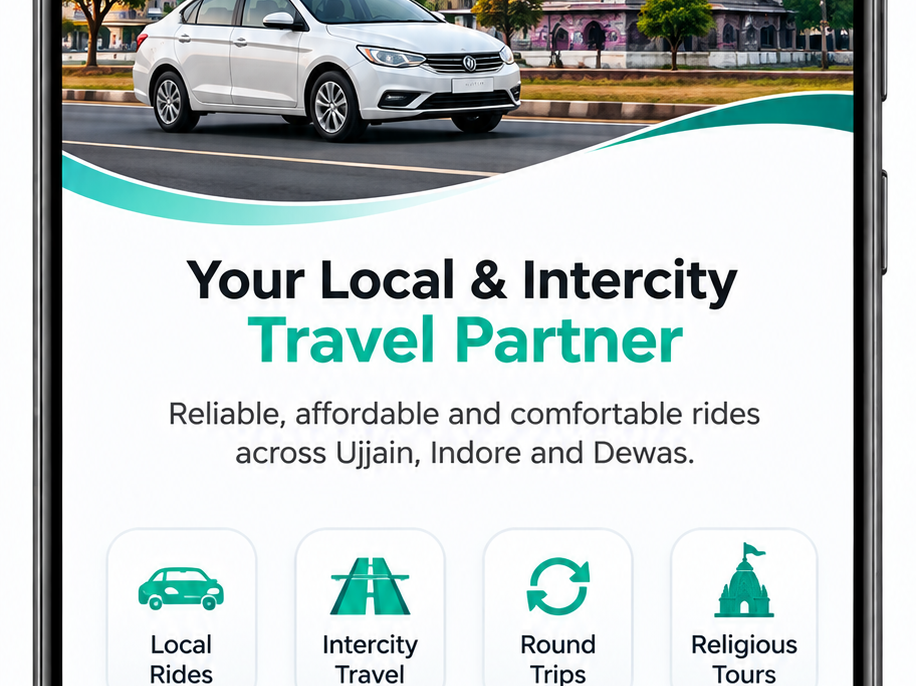 Your Local & Intercity
Travel Partner
Reliable, affordable and comfortable rides
across Ujjain, Indore and Dewas.
Local
Rides
Intercity
Travel
Round
Trips
Religious
Tours